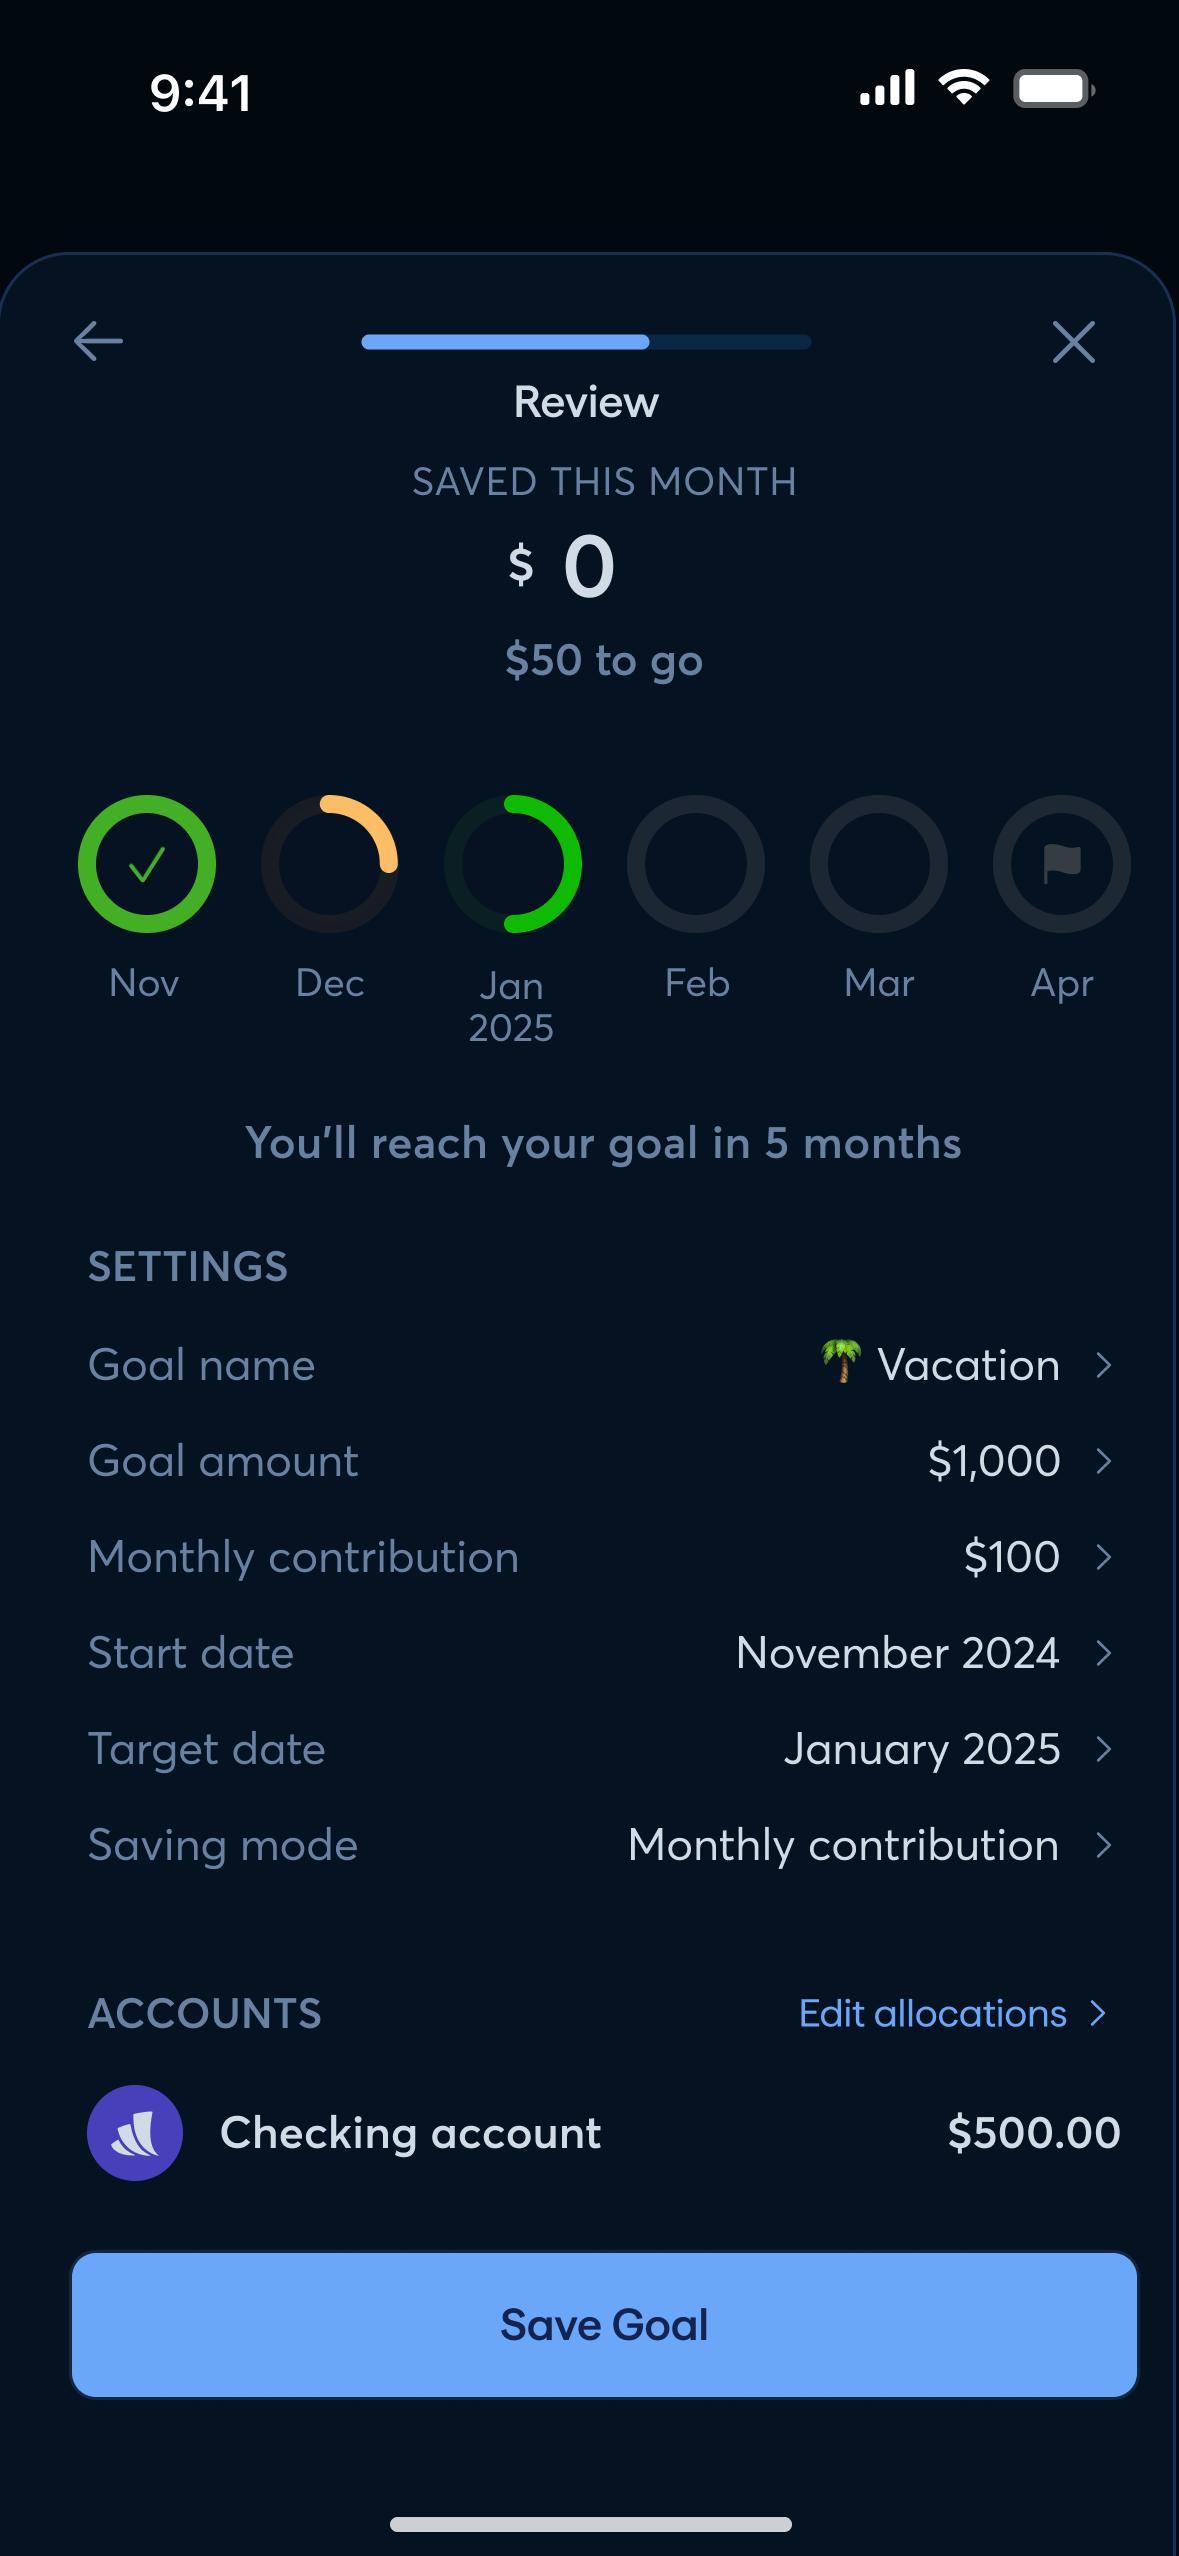 9:41
Review
SAVED THIS MONTH
$ 0
$50 to go
Nov Dec Jan 2025 Feb Mar Apr
You'll reach your goal in 5 months
SETTINGS
Goal name 🌴 Vacation
Goal amount $1,000
Monthly contribution $100
Start date November 2024
Target date January 2025
Saving mode Monthly contribution
ACCOUNTS Edit allocations
Checking account $500.00
Save Goal